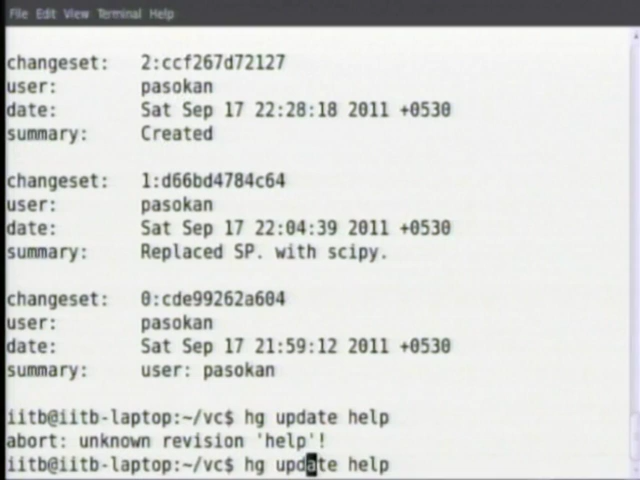 File Edit View Terminal Help
changeset: 2:ccf267d72127
user: pasokan
date: Sat Sep 17 22:28:18 2011 +0530
summary: Created
changeset: 1:d66bd4784c64
user: pasokan
date: Sat Sep 17 22:04:39 2011 +0530
summary: Replaced SP. with scipy.
changeset: 0:cde99262a604
user: pasokan
date: Sat Sep 17 21:59:12 2011 +0530
summary: user: pasokan
iitb@iitb-laptop:~/vc$ hg update help
abort: unknown revision 'help'!
iitb@iitb-laptop:~/vc$ hg update help